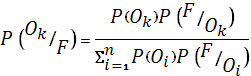 P (O_k/F) = P(O_k)P (F/O_k) / Σ_{i=1}^{n} P(O_i)P (F/O_i)